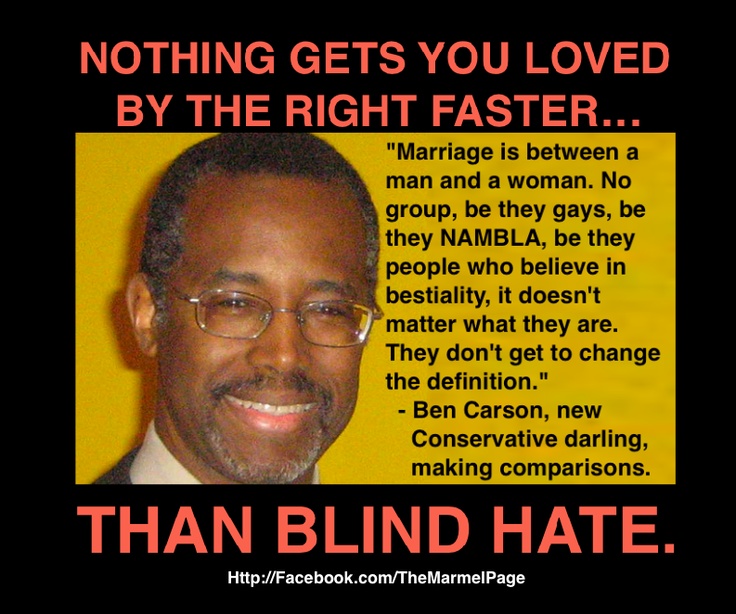 NOTHING GETS YOU LOVED
BY THE RIGHT FASTER...
"Marriage is between a
man and a woman. No
group, be they gays, be
they NAMBLA, be they
people who believe in
bestiality, it doesn't
matter what they are.
They don't get to change
the definition."
- Ben Carson, new
Conservative darling,
making comparisons.
THAN BLIND HATE.
Http://Facebook.com/TheMarmelPage